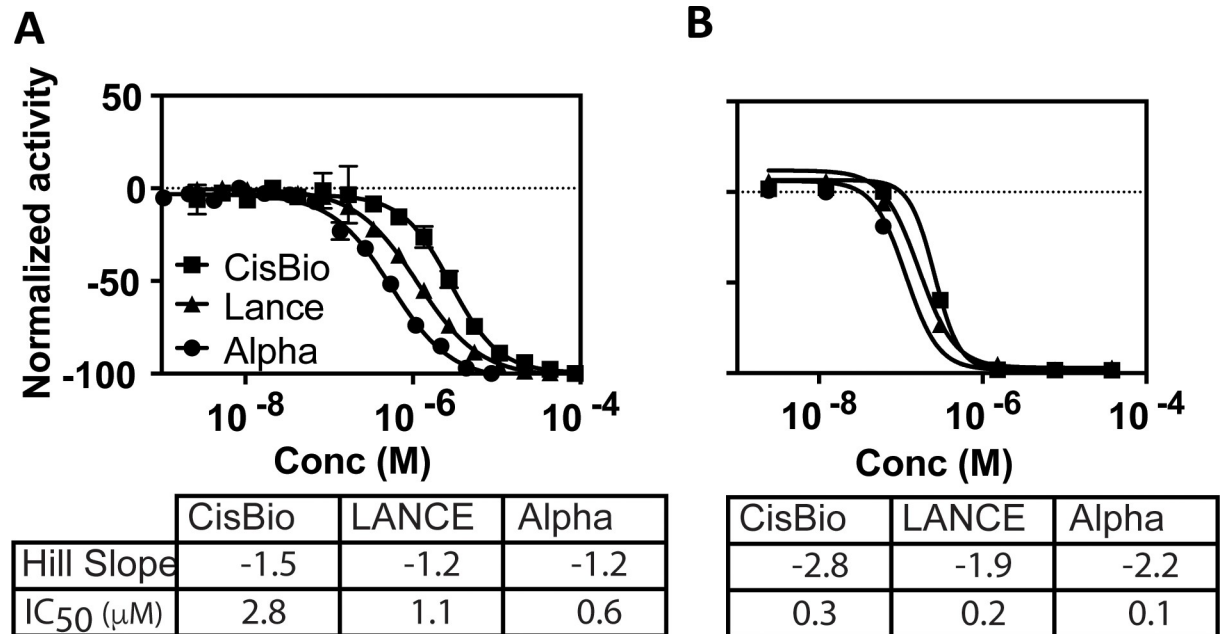 A
B
Normalized activity
50
0
-50
-100
CisBio
Lance
Alpha
10-8
10-6
10-4
Conc (M)
10-8
10-6
10-4
Conc (M)
CisBio LANCE Alpha
Hill Slope -1.5 -1.2 -1.2
IC50 (μM) 2.8 1.1 0.6
CisBio LANCE Alpha
-2.8 -1.9 -2.2
0.3 0.2 0.1